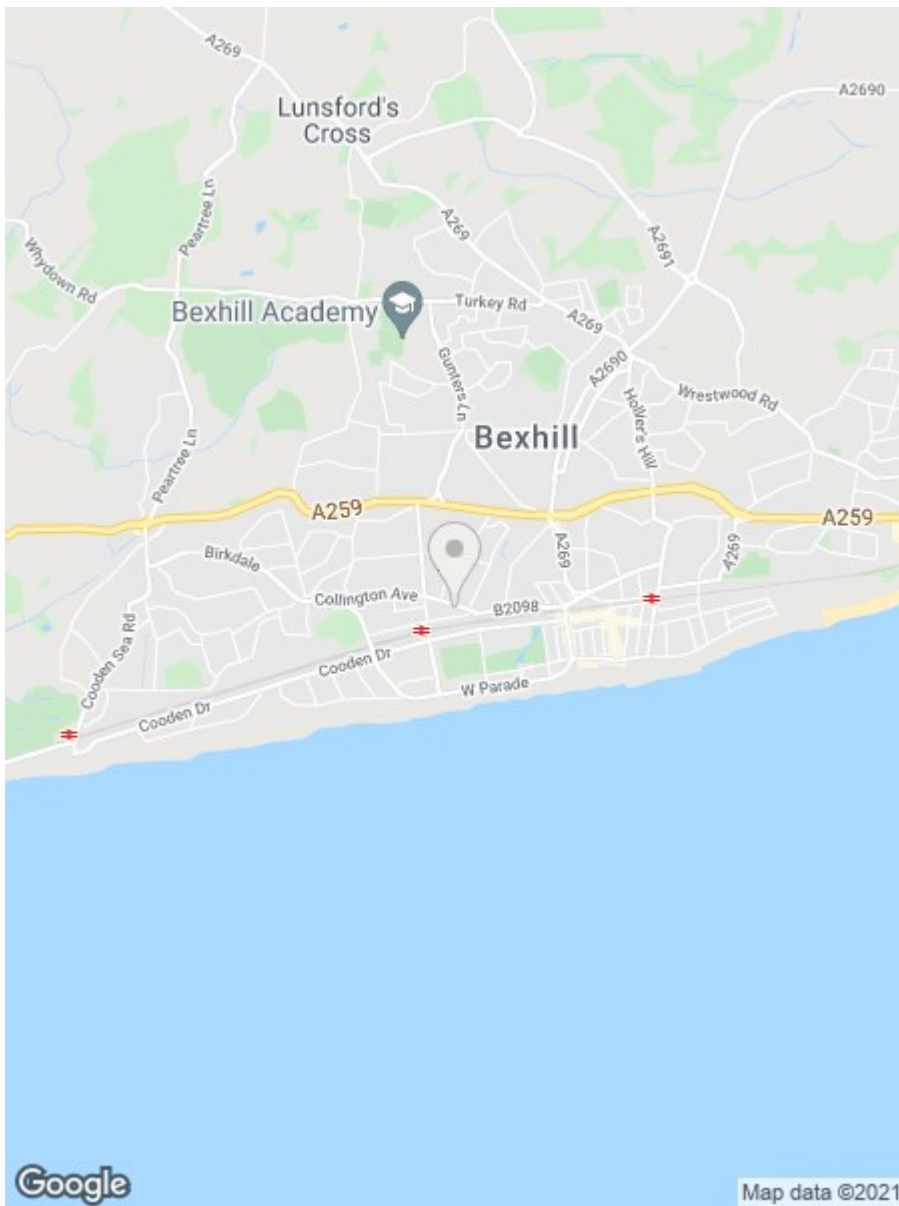 A269
A2690
Lunsford's
Cross
Peartree Ln
A269
A2691
Whydown Rd
Bexhill Academy
Turkey Rd
A269
Gunters Ln
A2690
Wrestwood Rd
Hollier's Hill
Bexhill
Peartree Ln
A259
A259
Birkdale
A269
A269
Collington Ave
B2098
Cooden Sea Rd
Cooden Dr
W Parade
Cooden Dr
Google
Map data ©2021